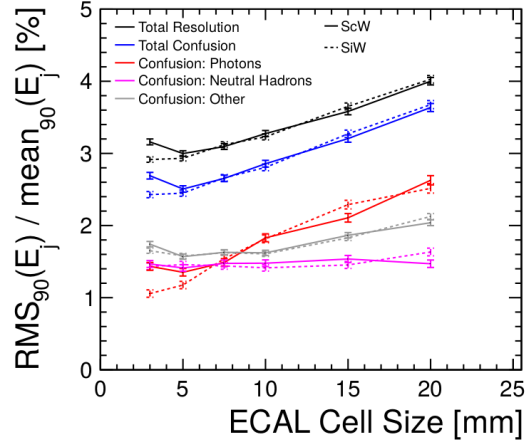 RMS90(Ej) / mean90(Ej) [%]
5
4
3
2
1
0
Total Resolution
Total Confusion
Confusion: Photons
Confusion: Neutral Hadrons
Confusion: Other
ScW
SiW
0 5 10 15 20 25
ECAL Cell Size [mm]